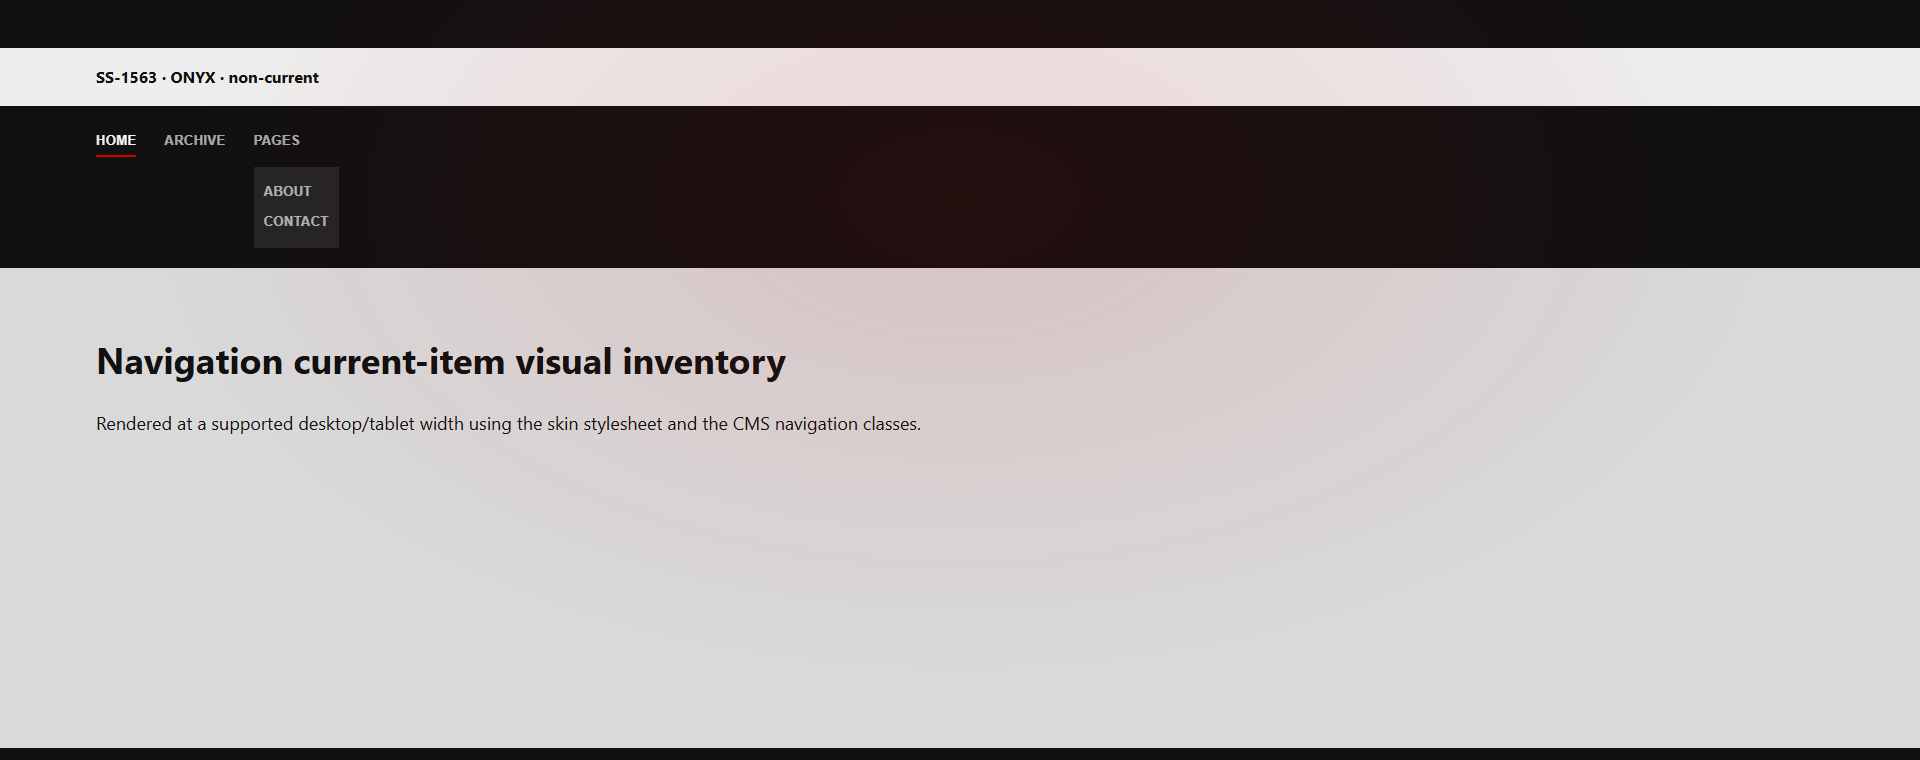 SS-1563 · ONYX · non-current
HOME ARCHIVE PAGES
ABOUT
CONTACT
Navigation current-item visual inventory
Rendered at a supported desktop/tablet width using the skin stylesheet and the CMS navigation classes.